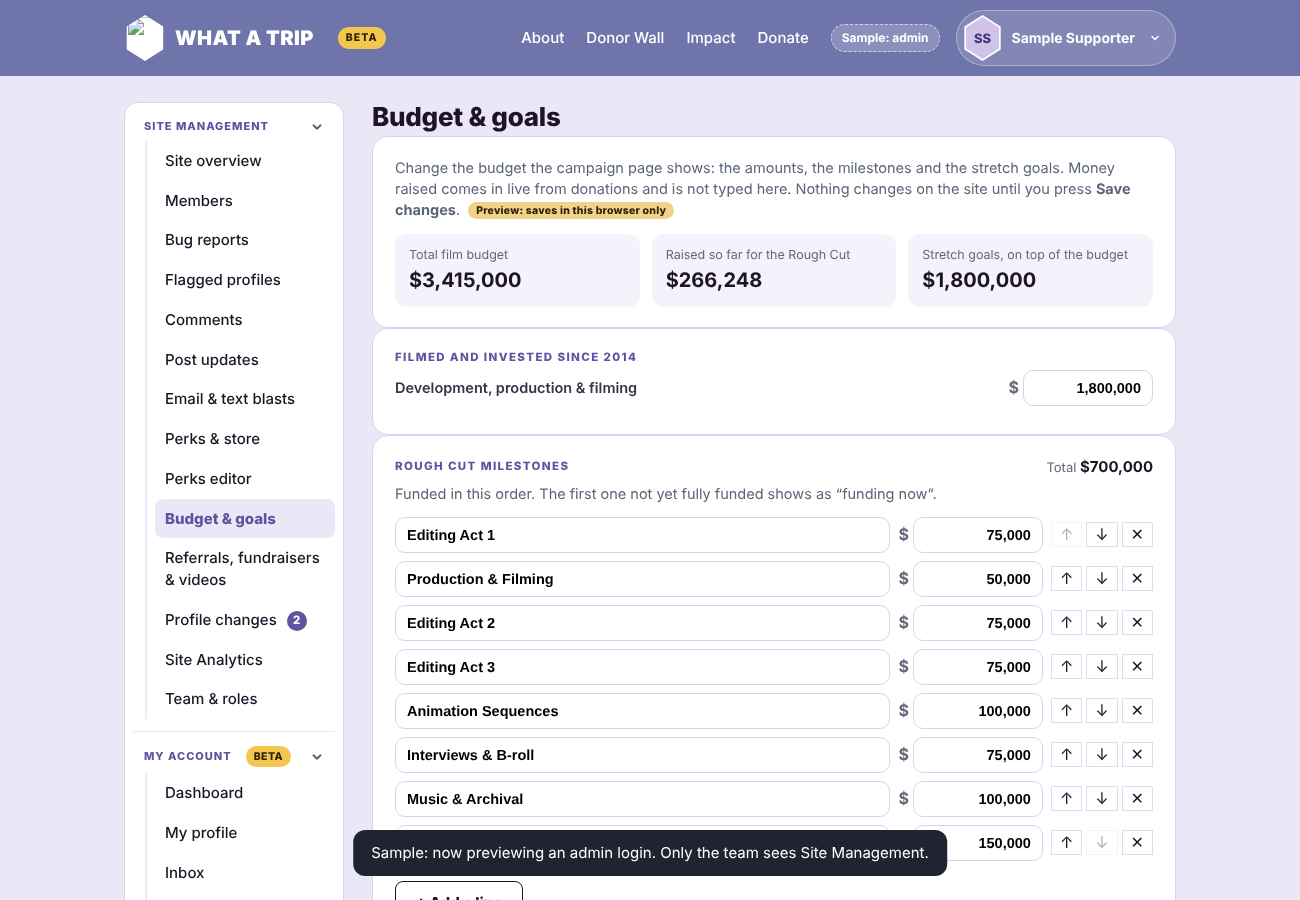 WHAT A TRIP
BETA
About
Donor Wall
Impact
Donate
Sample: admin
SS
Sample Supporter
SITE MANAGEMENT
Site overview
Members
Bug reports
Flagged profiles
Comments
Post updates
Email & text blasts
Perks & store
Perks editor
Budget & goals
Referrals, fundraisers
& videos
Profile changes 2
Site Analytics
Team & roles
MY ACCOUNT BETA
Dashboard
My profile
Inbox
Budget & goals
Change the budget the campaign page shows: the amounts, the milestones and the stretch goals. Money
raised comes in live from donations and is not typed here. Nothing changes on the site until you press Save
changes. Preview: saves in this browser only
Total film budget
$3,415,000
Raised so far for the Rough Cut
$266,248
Stretch goals, on top of the budget
$1,800,000
FILMED AND INVESTED SINCE 2014
Development, production & filming
$ 1,800,000
ROUGH CUT MILESTONES
Total $700,000
Funded in this order. The first one not yet fully funded shows as “funding now”.
Editing Act 1 $ 75,000 ↑ ↓ ✕
Production & Filming $ 50,000 ↑ ↓ ✕
Editing Act 2 $ 75,000 ↑ ↓ ✕
Editing Act 3 $ 75,000 ↑ ↓ ✕
Animation Sequences $ 100,000 ↑ ↓ ✕
Interviews & B-roll $ 75,000 ↑ ↓ ✕
Music & Archival $ 100,000 ↑ ↓ ✕
150,000 ↑ ↓ ✕
Sample: now previewing an admin login. Only the team sees Site Management.